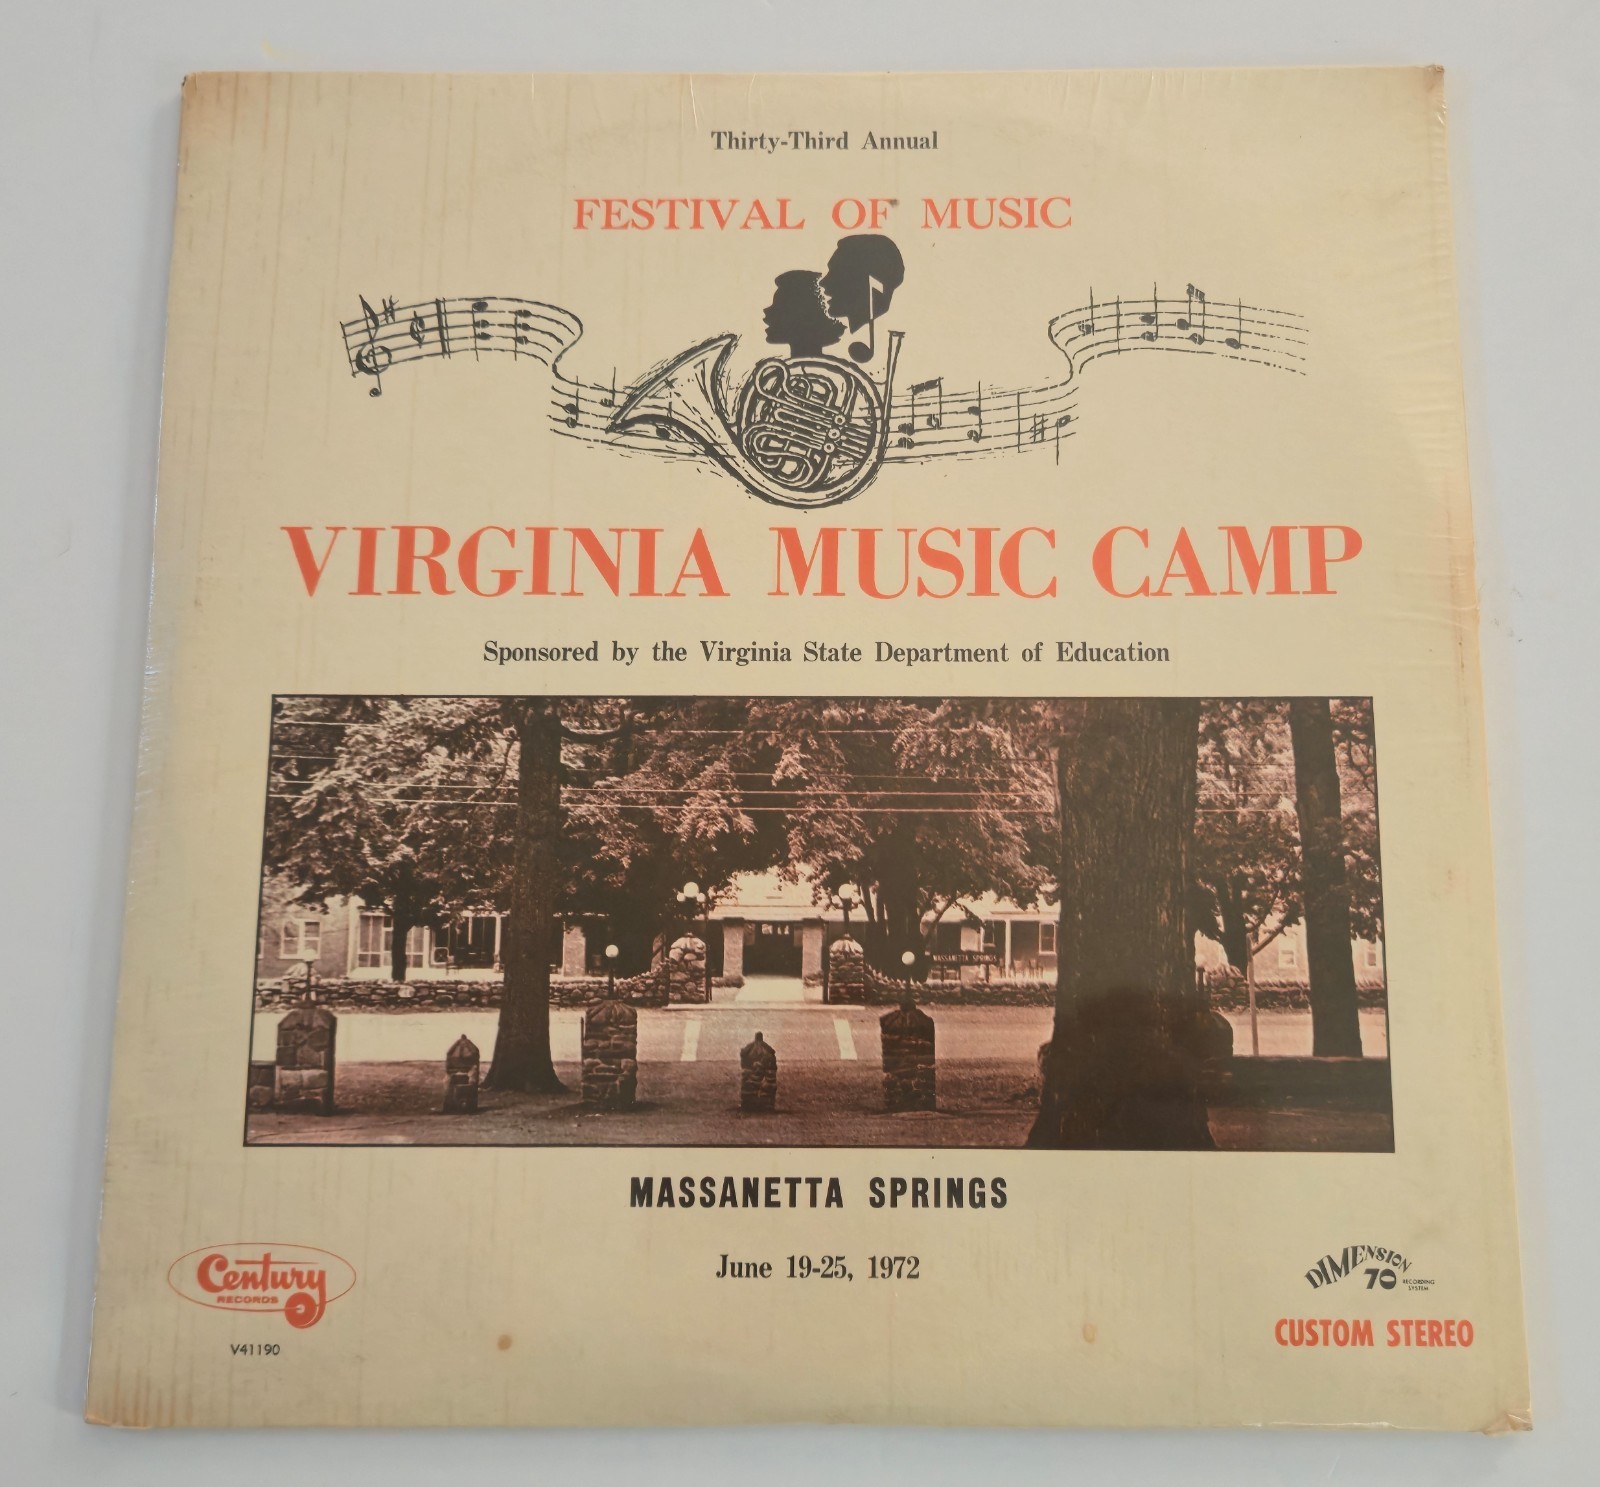 Thirty-Third Annual
FESTIVAL OF MUSIC
VIRGINIA MUSIC CAMP
Sponsored by the Virginia State Department of Education
MASSANETTA SPRINGS
MASSANETTA SPRINGS
June 19-25, 1972
Century
RECORDS
V41190
DIMENSION
70 RECORDING
SYSTEM
CUSTOM STEREO